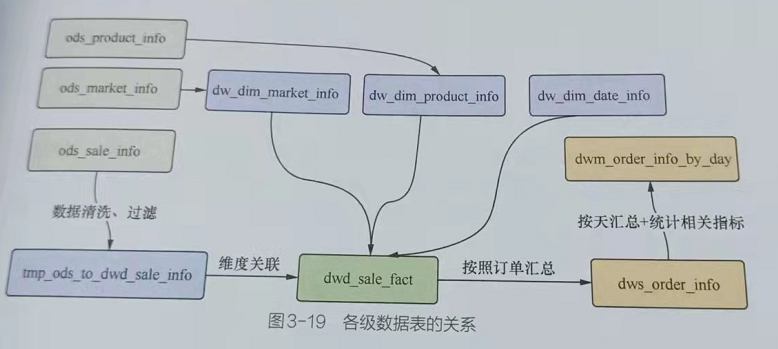 ods_product_info
ods_market_info
dw_dim_market_info
dw_dim_product_info
dw_dim_date_info
ods_sale_info
dwm_order_info_by_day
数据清洗、过滤
按天汇总+统计相关指标
tmp_ods_to_dwd_sale_info
维度关联
dwd_sale_fact
按照订单汇总
dws_order_info
图3-19 各级数据表的关系